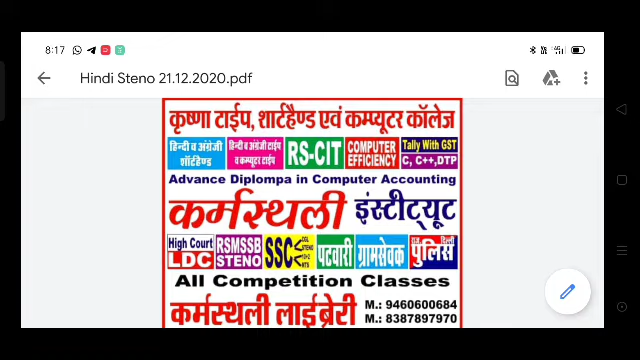 8:17
Hindi Steno 21.12.2020.pdf
कृष्णा टाईप, शार्टहैण्ड एवं कम्प्यूटर कॉलेज
हिन्दी व अंग्रेजी शॉर्टहैण्ड
हिन्दी व अंग्रेजी टाईप व कम्प्यूटर टाईप
RS-CIT
COMPUTER EFFICIENCY
Tally With GST
C, C++,DTP
Advance Diplompa in Computer Accounting
कर्मस्थली इंस्टीट्यूट
High Court LDC
RSMSSB STENO
SSC
पटवारी
ग्रामसेवक
पुलिस
All Competition Classes
कर्मस्थली लाईब्रेरी
M.: 9460600684
M.: 8387897970